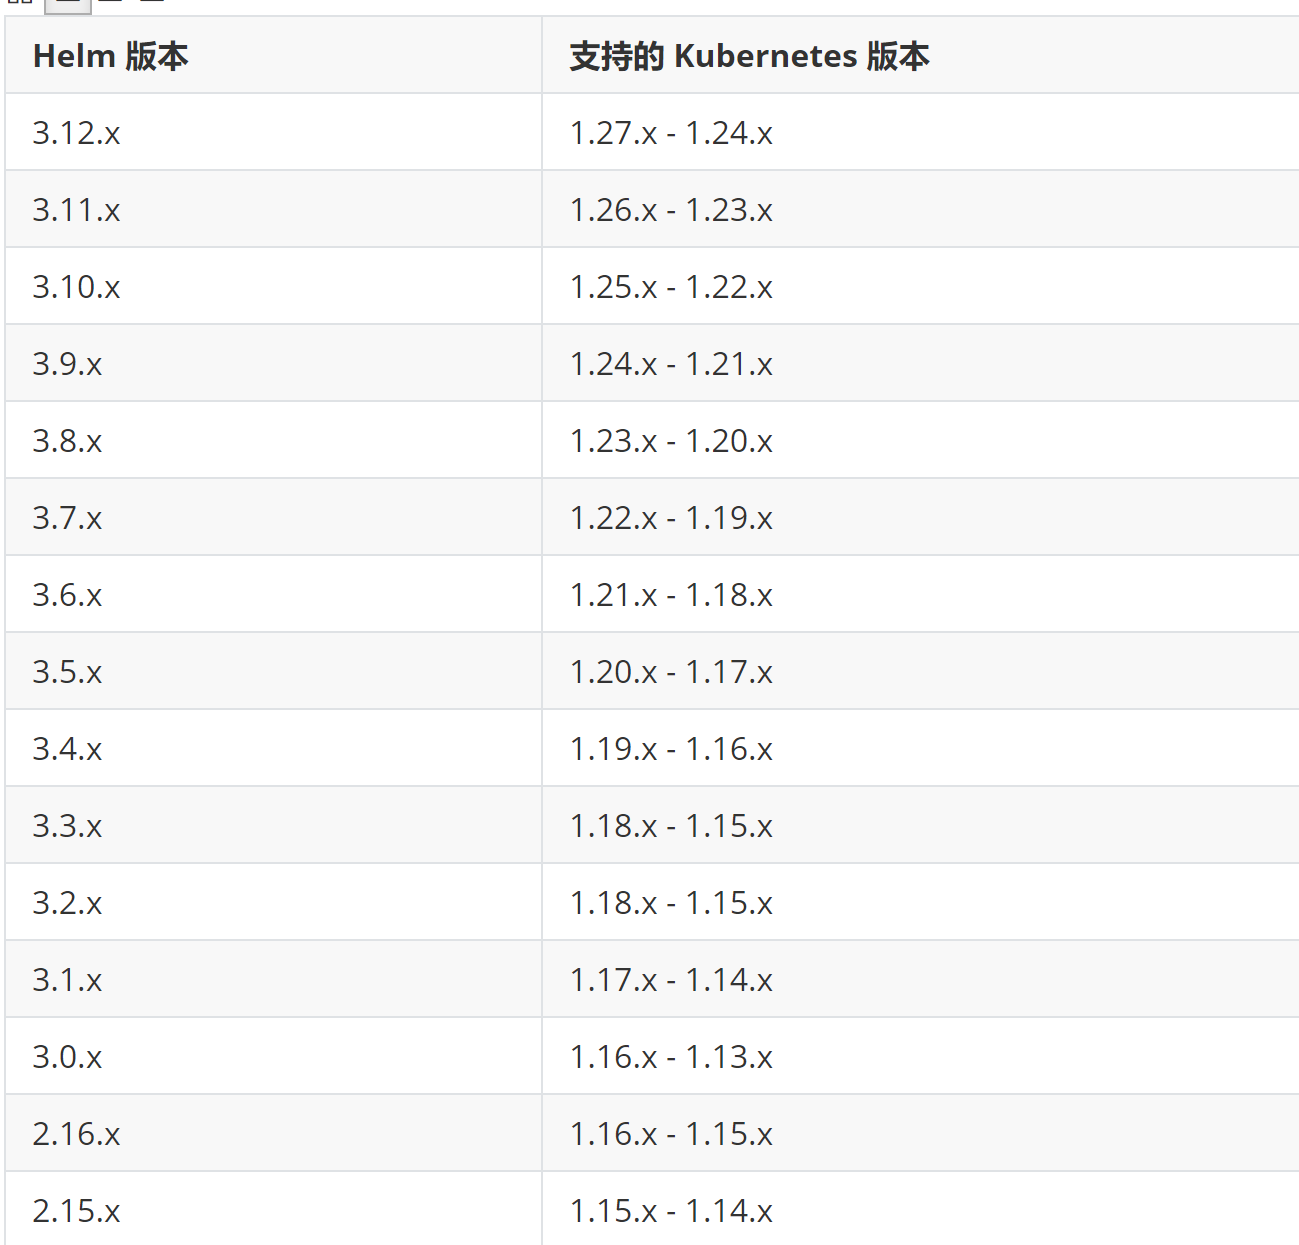 Helm 版本 支持的 Kubernetes 版本
3.12.x 1.27.x - 1.24.x
3.11.x 1.26.x - 1.23.x
3.10.x 1.25.x - 1.22.x
3.9.x 1.24.x - 1.21.x
3.8.x 1.23.x - 1.20.x
3.7.x 1.22.x - 1.19.x
3.6.x 1.21.x - 1.18.x
3.5.x 1.20.x - 1.17.x
3.4.x 1.19.x - 1.16.x
3.3.x 1.18.x - 1.15.x
3.2.x 1.18.x - 1.15.x
3.1.x 1.17.x - 1.14.x
3.0.x 1.16.x - 1.13.x
2.16.x 1.16.x - 1.15.x
2.15.x 1.15.x - 1.14.x